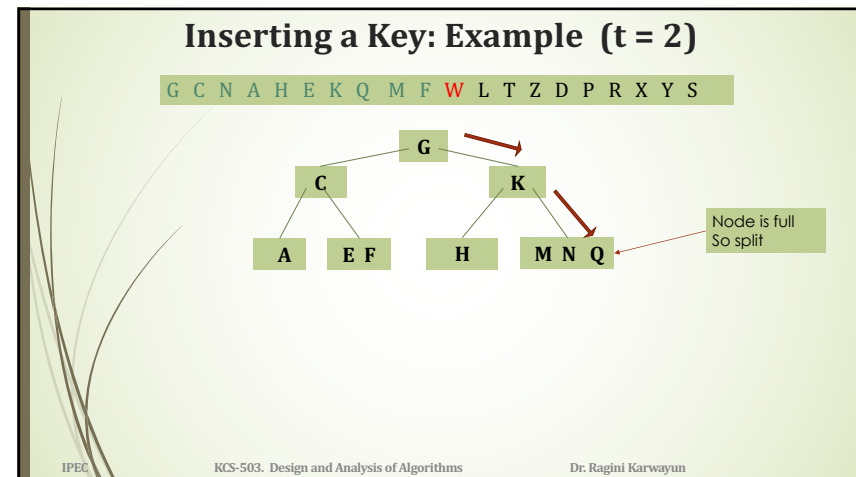 Inserting a Key: Example (t = 2)
G C N A H E K Q M F W L T Z D P R X Y S
G
C K
A E F H M N Q
Node is full
So split
IPEC KCS-503. Design and Analysis of Algorithms Dr. Ragini Karwayun